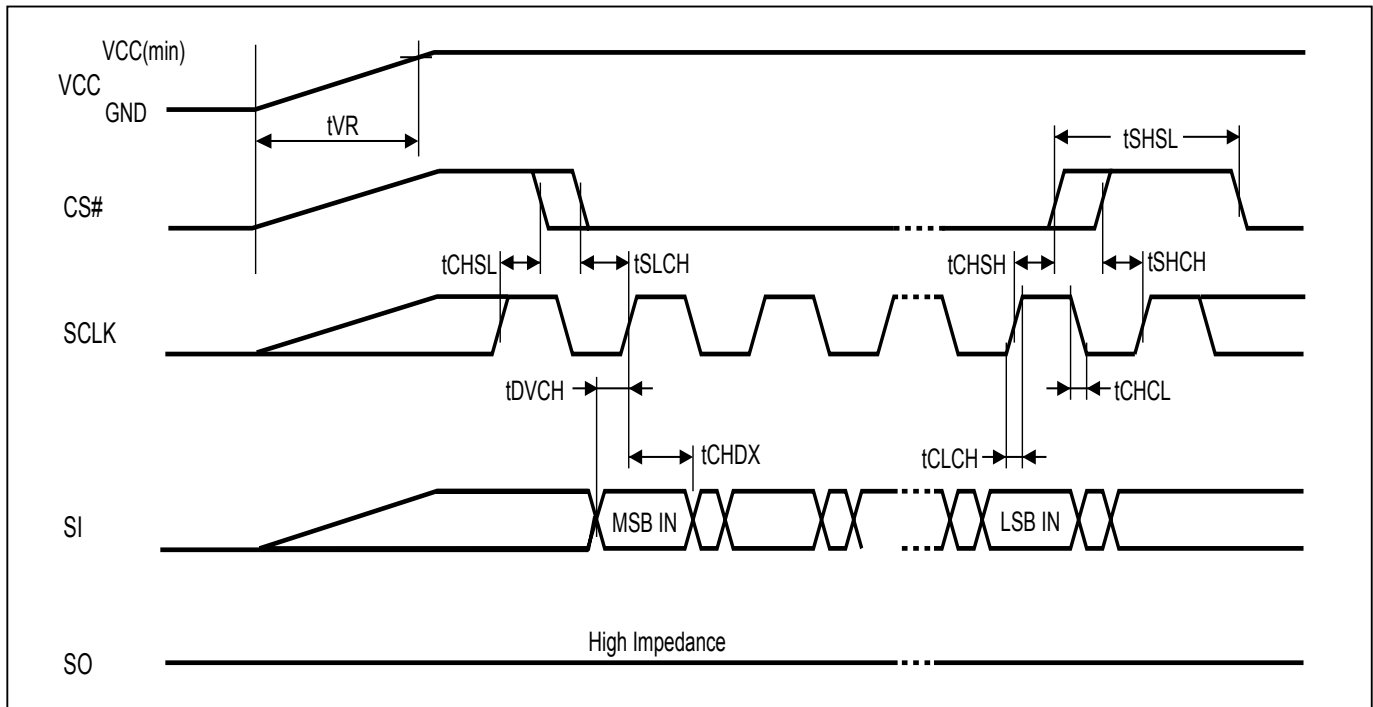 VCC(min)
VCC
GND
tVR
tSHSL
CS#
tCHSL
tSLCH
tCHSH
tSHCH
SCLK
tDVCH
tCHCL
tCHDX
tCLCH
SI
MSB IN
LSB IN
High Impedance
SO